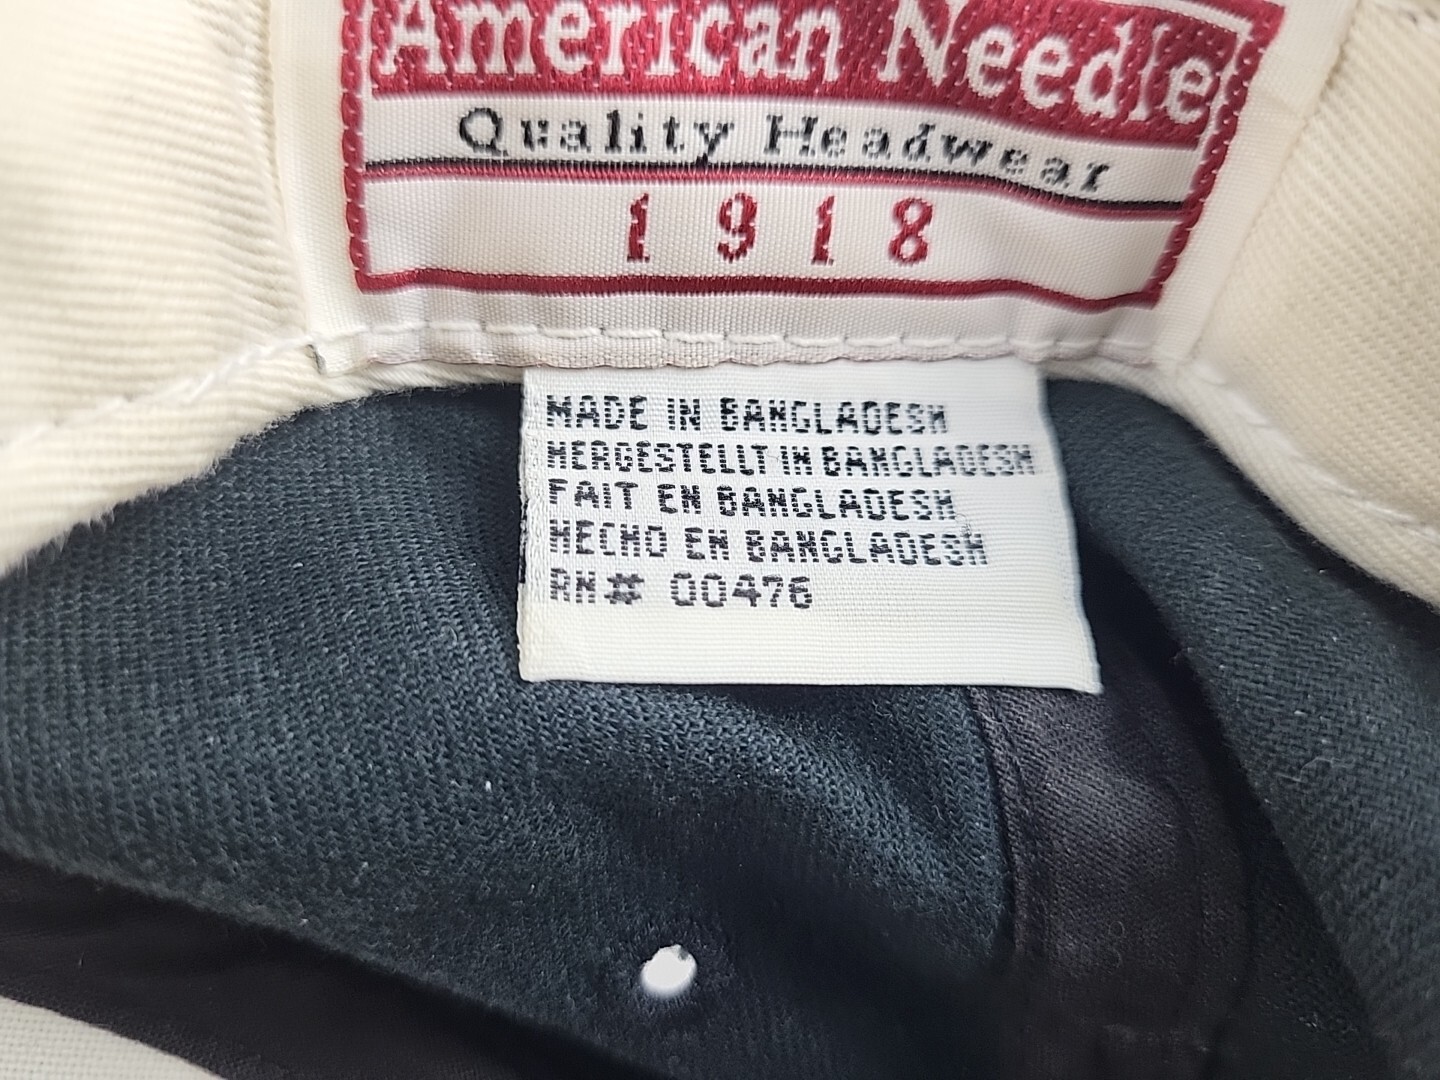 American Needle
Quality Headwear
1918
MADE IN BANGLADESH
HERGESTELLT IN BANGLADESH
FAIT EN BANGLADESH
HECHO EN BANGLADESH
RN# 00476